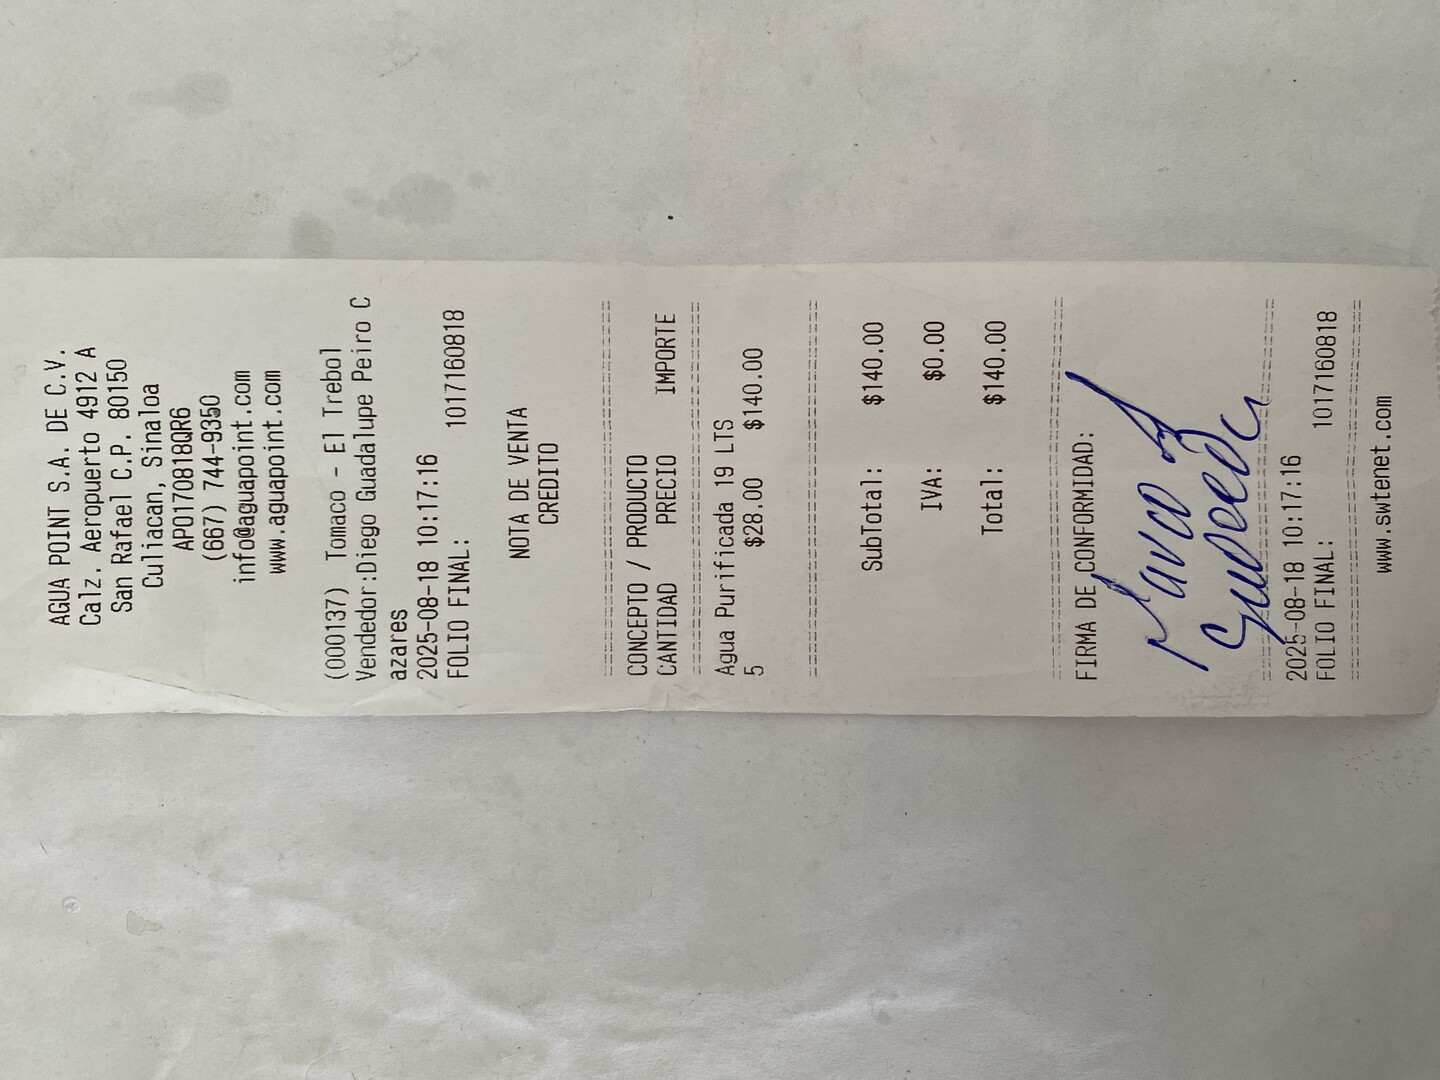 AGUA POINT S.A. DE C.V.
Calz. Aeropuerto 4912 A
San Rafael C.P. 80150
Culiacan, Sinaloa
APO170818QR6
(667) 744-9350
info@aguapoint.com
www.aguapoint.com
(000137) Tomaco - El Trebol
Vendedor:Diego Guadalupe Peiro C
azares
2025-08-18 10:17:16
FOLIO FINAL: 1017160818
NOTA DE VENTA
CREDITO
CONCEPTO / PRODUCTO
CANTIDAD PRECIO IMPORTE
Agua Purificada 19 LTS
5 $28.00 $140.00
SubTotal: $140.00
IVA: $0.00
Total: $140.00
FIRMA DE CONFORMIDAD:
Marco
2025-08-18 10:17:16
FOLIO FINAL: 1017160818
www.swtenet.com